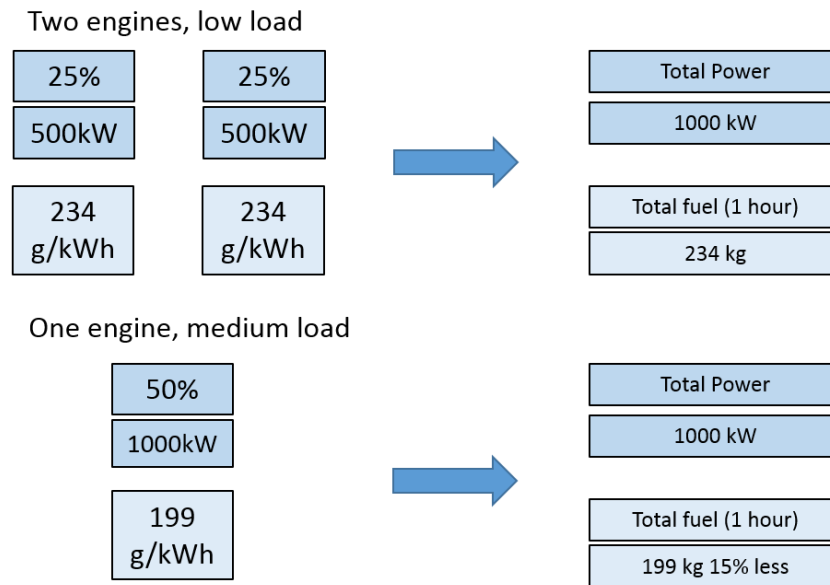 Two engines, low load
25%
25%
Total Power
500kW
500kW
1000 kW
234
g/kWh
234
g/kWh
Total fuel (1 hour)
234 kg
One engine, medium load
50%
Total Power
1000kW
1000 kW
199
g/kWh
Total fuel (1 hour)
199 kg 15% less